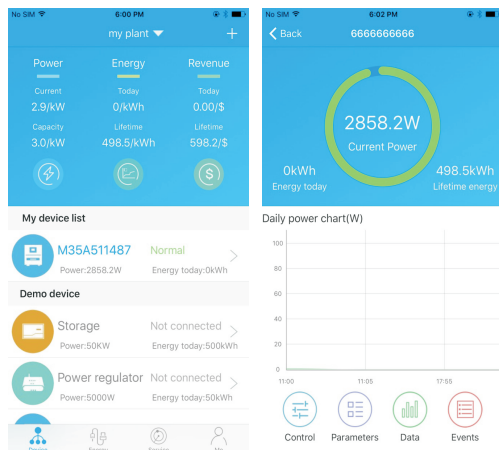 No SIM 6:00 PM
my plant
Power Energy Revenue
Current Today Today
2.9/kW 0/kWh 0.00/$
Capacity Lifetime Lifetime
3.0/kW 498.5/kWh 598.2/$
$
My device list
M35A511487 Normal
Power:2858.2W Energy today:0kWh
Demo device
Storage Not connected
Power:50KW Energy today:500kWh
Power regulator Not connected
Power:5000W Energy today:50kWh
No SIM 6:02 PM
Back 6666666666
2858.2W
Current Power
0kWh 498.5kWh
Energy today Lifetime energy
Daily power chart(W)
100
80
60
40
20
0
11:00 11:05 17:55
Control Parameters Data Events